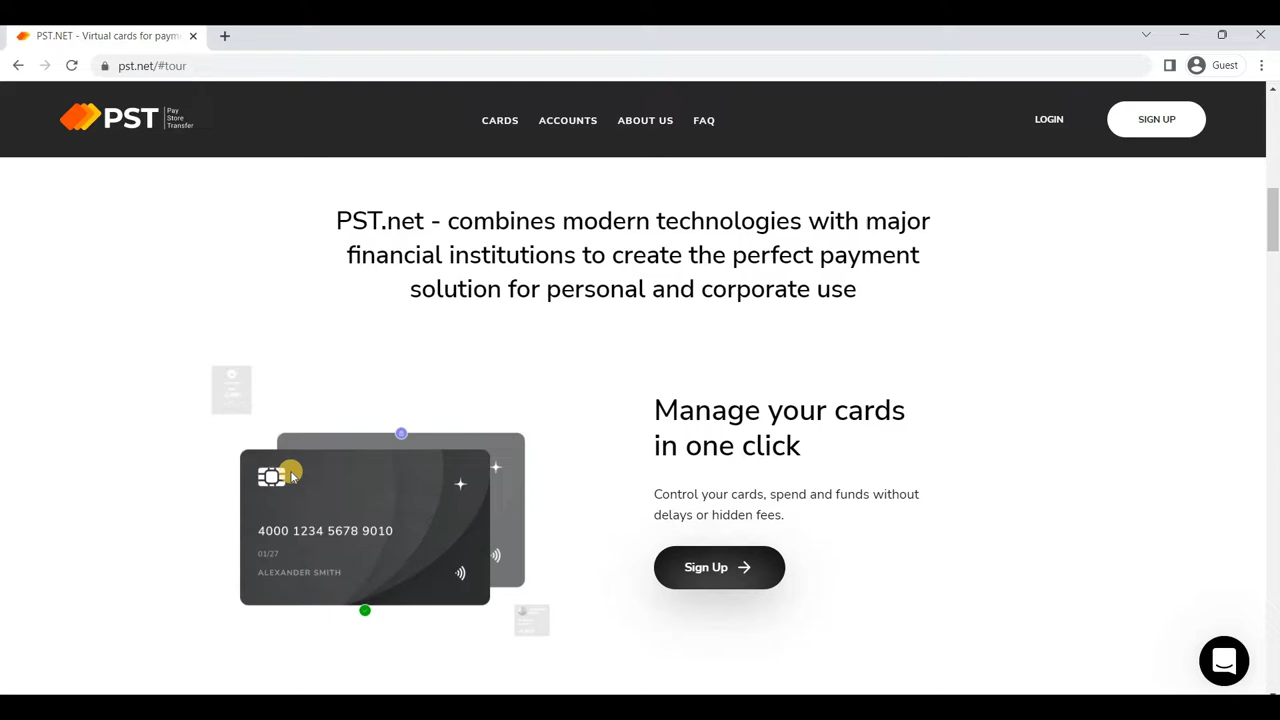 PST.NET - Virtual cards for paym
pst.net/#tour
Guest
PST
Pay
Store
Transfer
CARDS
ACCOUNTS
ABOUT US
FAQ
LOGIN
SIGN UP
PST.net - combines modern technologies with major
financial institutions to create the perfect payment
solution for personal and corporate use
4000 1234 5678 9010
01/27
ALEXANDER SMITH
Manage your cards
in one click
Control your cards, spend and funds without
delays or hidden fees.
Sign Up